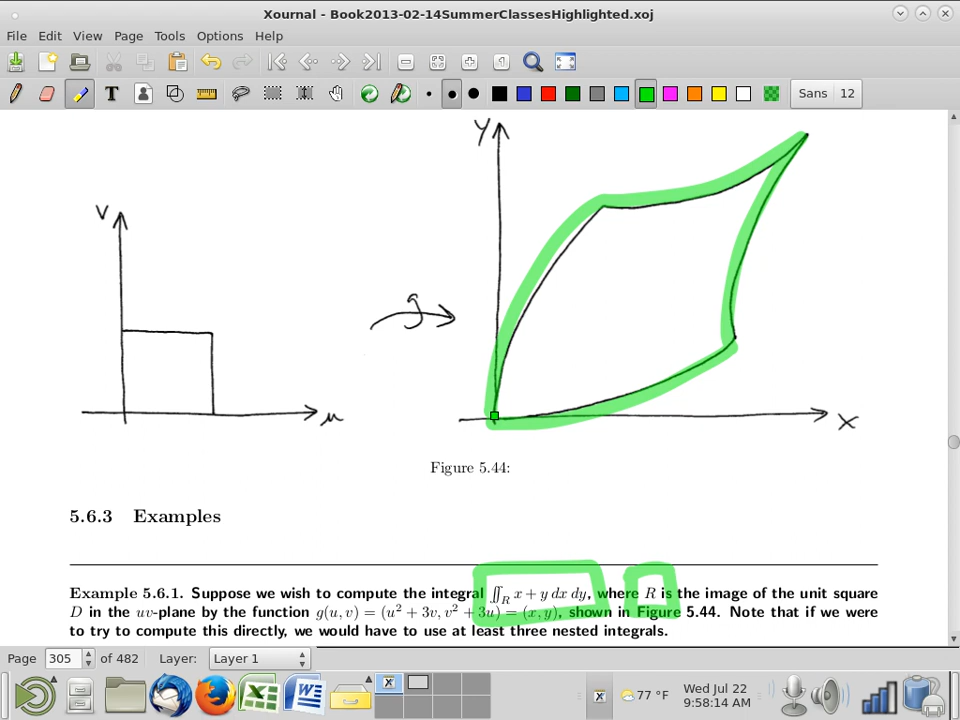 Xournal - Book2013-02-14SummerClassesHighlighted.xoj
File Edit View Page Tools Options Help
T Sans 12
y
v
g
u
x
Figure 5.44:
5.6.3 Examples
Example 5.6.1. Suppose we wish to compute the integral ∬_R x + y dx dy, where R is the image of the unit square
D in the uv-plane by the function g(u, v) = (u² + 3v, v² + 3u) = (x, y), shown in Figure 5.44. Note that if we were
to try to compute this directly, we would have to use at least three nested integrals.
Page 305 of 482 Layer: Layer 1
77 °F Wed Jul 22
9:58:14 AM